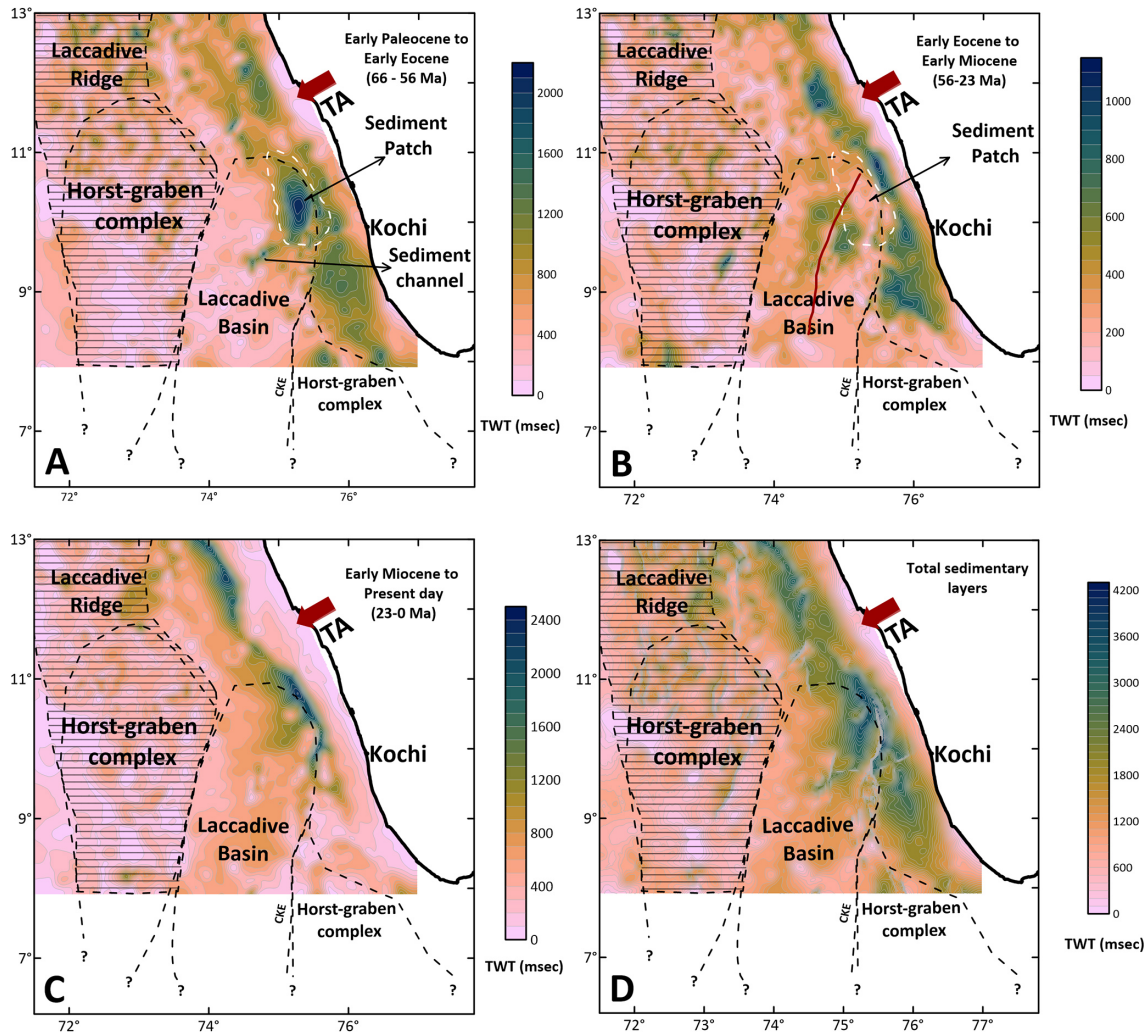 13°
11°
9°
7°
72°
74°
76°
Laccadive
Ridge
Early Paleocene to
Early Eocene
(66 - 56 Ma)
TA
Sediment
Patch
Horst-graben
complex
Kochi
Sediment
channel
Laccadive
Basin
CKE
Horst-graben
complex
?
?
?
?
?
A
2000
1600
1200
800
400
0
TWT (msec)
13°
11°
9°
7°
72°
74°
76°
Laccadive
Ridge
Early Eocene to
Early Miocene
(56-23 Ma)
TA
Sediment
Patch
Horst-graben
complex
Kochi
Laccadive
Basin
CKE
Horst-graben
complex
?
?
?
?
?
B
1000
800
600
400
200
0
TWT (msec)
13°
11°
9°
7°
72°
74°
76°
Laccadive
Ridge
Early Miocene to
Present day
(23-0 Ma)
TA
Horst-graben
complex
Kochi
Laccadive
Basin
CKE
Horst-graben
complex
?
?
?
?
?
C
2400
2000
1600
1200
800
400
0
TWT (msec)
13°
11°
9°
7°
72°
73°
74°
75°
76°
77°
Laccadive
Ridge
Total sedimentary
layers
TA
Horst-graben
complex
Kochi
Laccadive
Basin
CKE
Horst-graben
complex
?
?
?
?
?
D
4200
3600
3000
2400
1800
1200
600
0
TWT (msec)